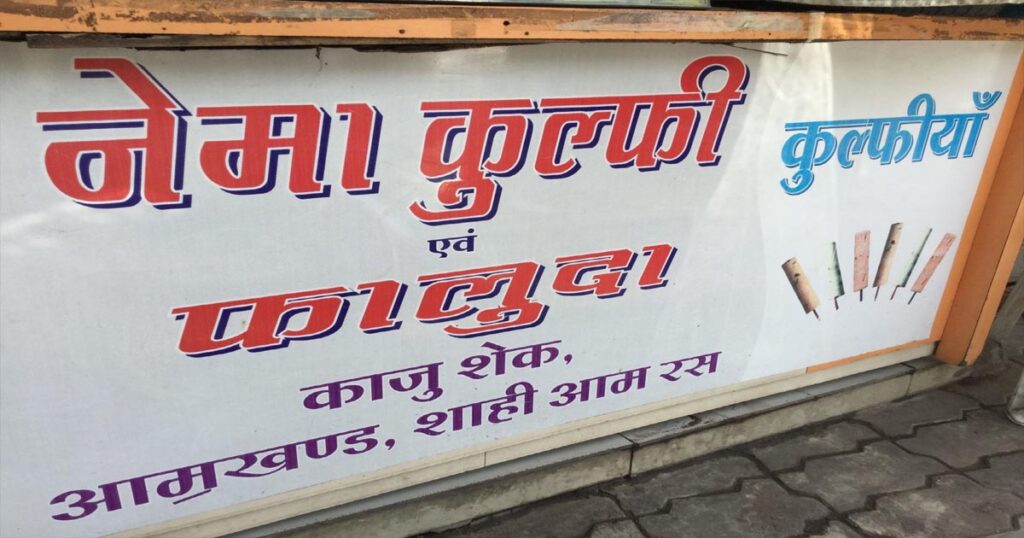 नेमा कुल्फी
एवं
फालुदा
काजु शेक,
आम्रखण्ड, शाही आम रस
कुल्फीयाँ